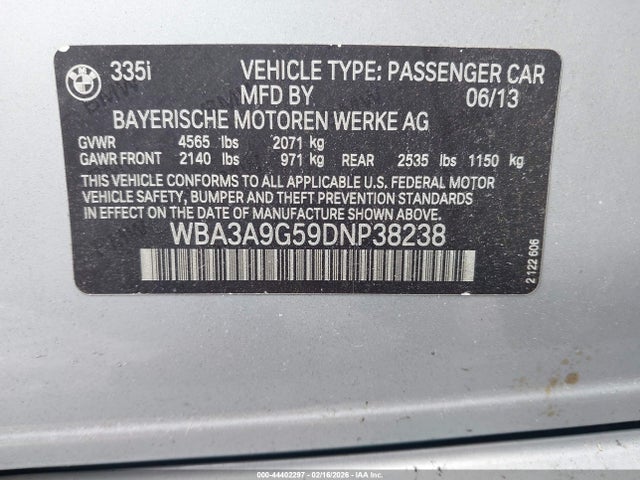 BMW 335i VEHICLE TYPE: PASSENGER CAR
MFD BY 06/13
BAYERISCHE MOTOREN WERKE AG
GVWR 4565 lbs 2071 kg
GAWR FRONT 2140 lbs 971 kg REAR 2535 lbs 1150 kg
THIS VEHICLE CONFORMS TO ALL APPLICABLE U.S. FEDERAL MOTOR
VEHICLE SAFETY, BUMPER AND THEFT PREVENTION STANDARDS
IN EFFECT ON THE DATE OF MANUFACTURE SHOWN ABOVE.
WBA3A9G59DNP38238
2 122 606
000-44402297 - 02/16/2026 - IAA Inc.